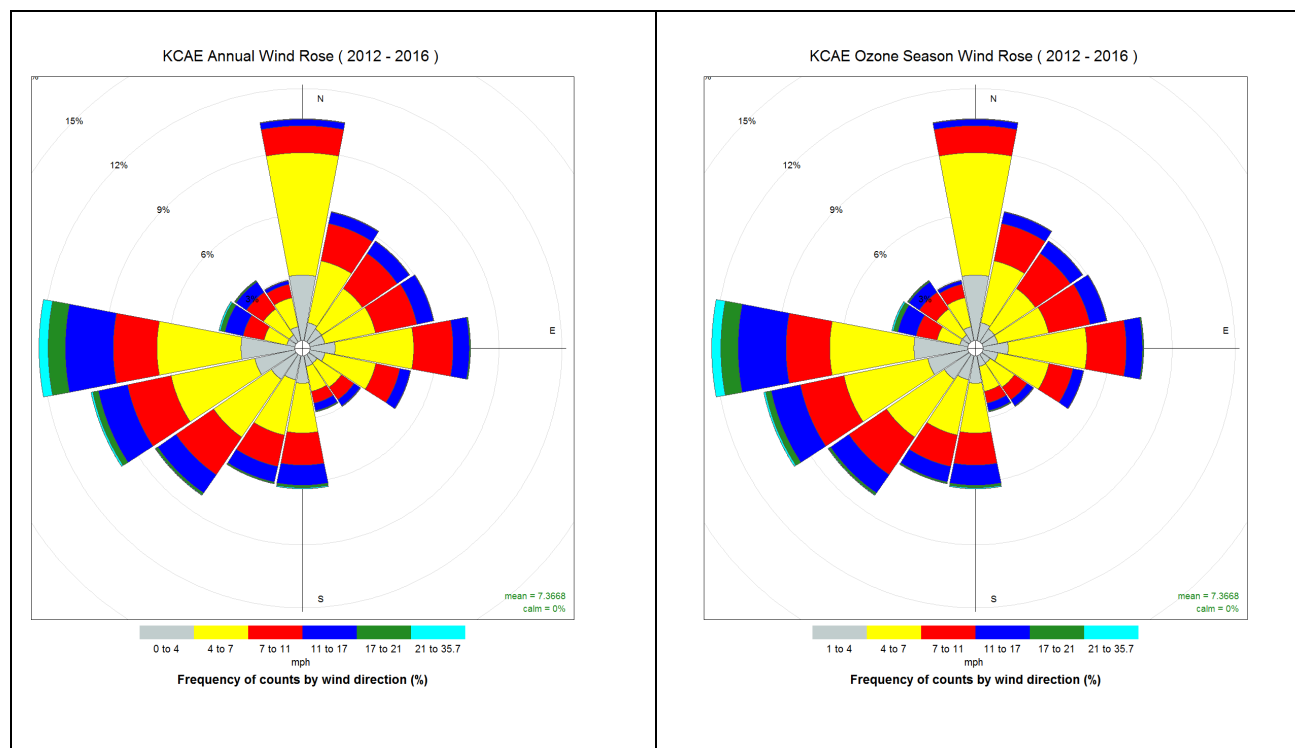 KCAE Annual Wind Rose ( 2012 - 2016 )
%
N
15%
12%
9%
6%
3%
E
S
mean = 7.3668
calm = 0%
0 to 4 4 to 7 7 to 11 11 to 17 17 to 21 21 to 35.7
mph
Frequency of counts by wind direction (%)
KCAE Ozone Season Wind Rose ( 2012 - 2016 )
%
N
15%
12%
9%
6%
3%
E
S
mean = 7.3668
calm = 0%
1 to 4 4 to 7 7 to 11 11 to 17 17 to 21 21 to 35.7
mph
Frequency of counts by wind direction (%)